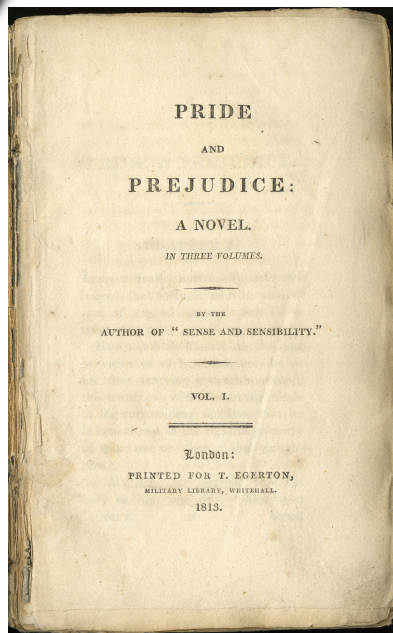 PRIDE
AND
PREJUDICE:
A NOVEL.
IN THREE VOLUMES.
BY THE
AUTHOR OF “ SENSE AND SENSIBILITY.”
VOL. I.
London:
PRINTED FOR T. EGERTON,
MILITARY LIBRARY, WHITEHALL.
1813.